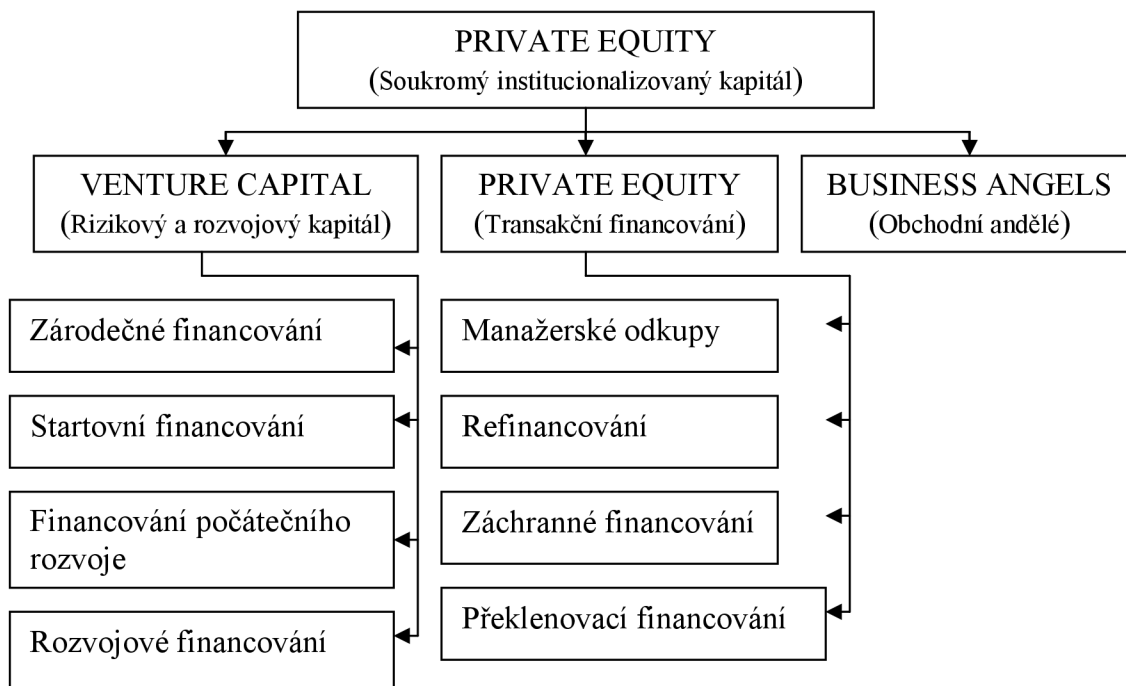 PRIVATE EQUITY
(Soukromý institucionalizovaný kapitál)
VENTURE CAPITAL
(Rizikový a rozvojový kapitál)
PRIVATE EQUITY
(Transakční financování)
BUSINESS ANGELS
(Obchodní andělé)
Zárodečné financování
Startovní financování
Financování počátečního
rozvoje
Rozvojové financování
Manažerské odkupy
Refinancování
Záchranné financování
Překlenovací financování